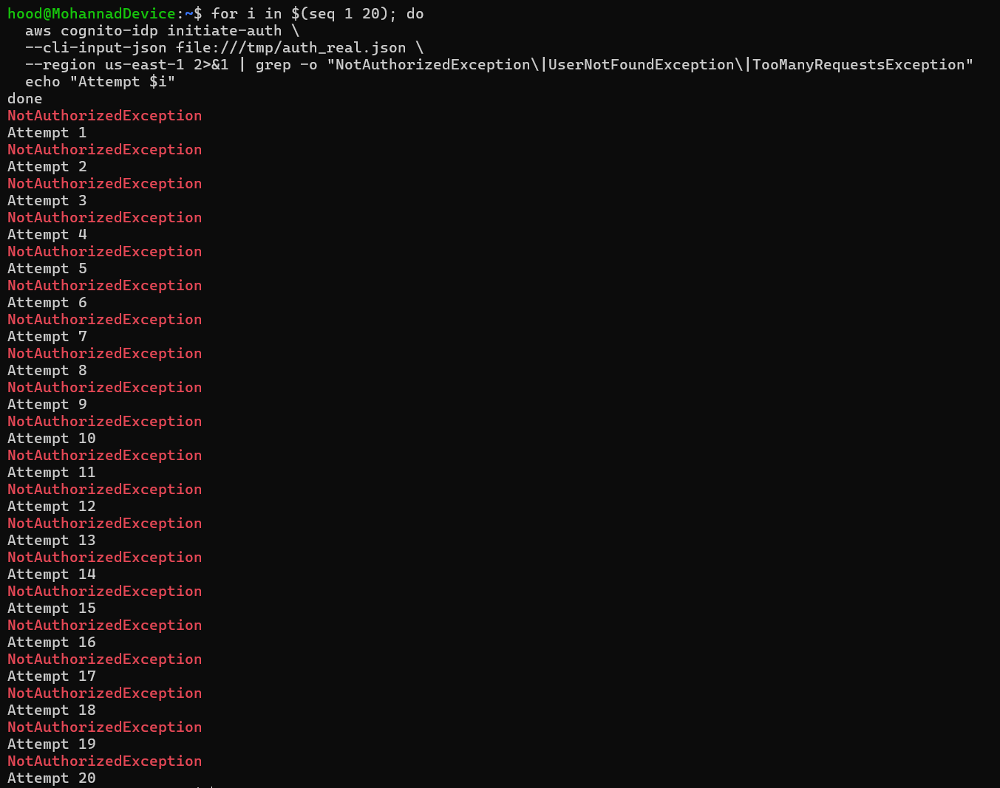 hood@MohannadDevice:~$ for i in $(seq 1 20); do
  aws cognito-idp initiate-auth \
  --cli-input-json file:///tmp/auth_real.json \
  --region us-east-1 2>&1 | grep -o "NotAuthorizedException\|UserNotFoundException\|TooManyRequestsException"
  echo "Attempt $i"
done
NotAuthorizedException
Attempt 1
NotAuthorizedException
Attempt 2
NotAuthorizedException
Attempt 3
NotAuthorizedException
Attempt 4
NotAuthorizedException
Attempt 5
NotAuthorizedException
Attempt 6
NotAuthorizedException
Attempt 7
NotAuthorizedException
Attempt 8
NotAuthorizedException
Attempt 9
NotAuthorizedException
Attempt 10
NotAuthorizedException
Attempt 11
NotAuthorizedException
Attempt 12
NotAuthorizedException
Attempt 13
NotAuthorizedException
Attempt 14
NotAuthorizedException
Attempt 15
NotAuthorizedException
Attempt 16
NotAuthorizedException
Attempt 17
NotAuthorizedException
Attempt 18
NotAuthorizedException
Attempt 19
NotAuthorizedException
Attempt 20